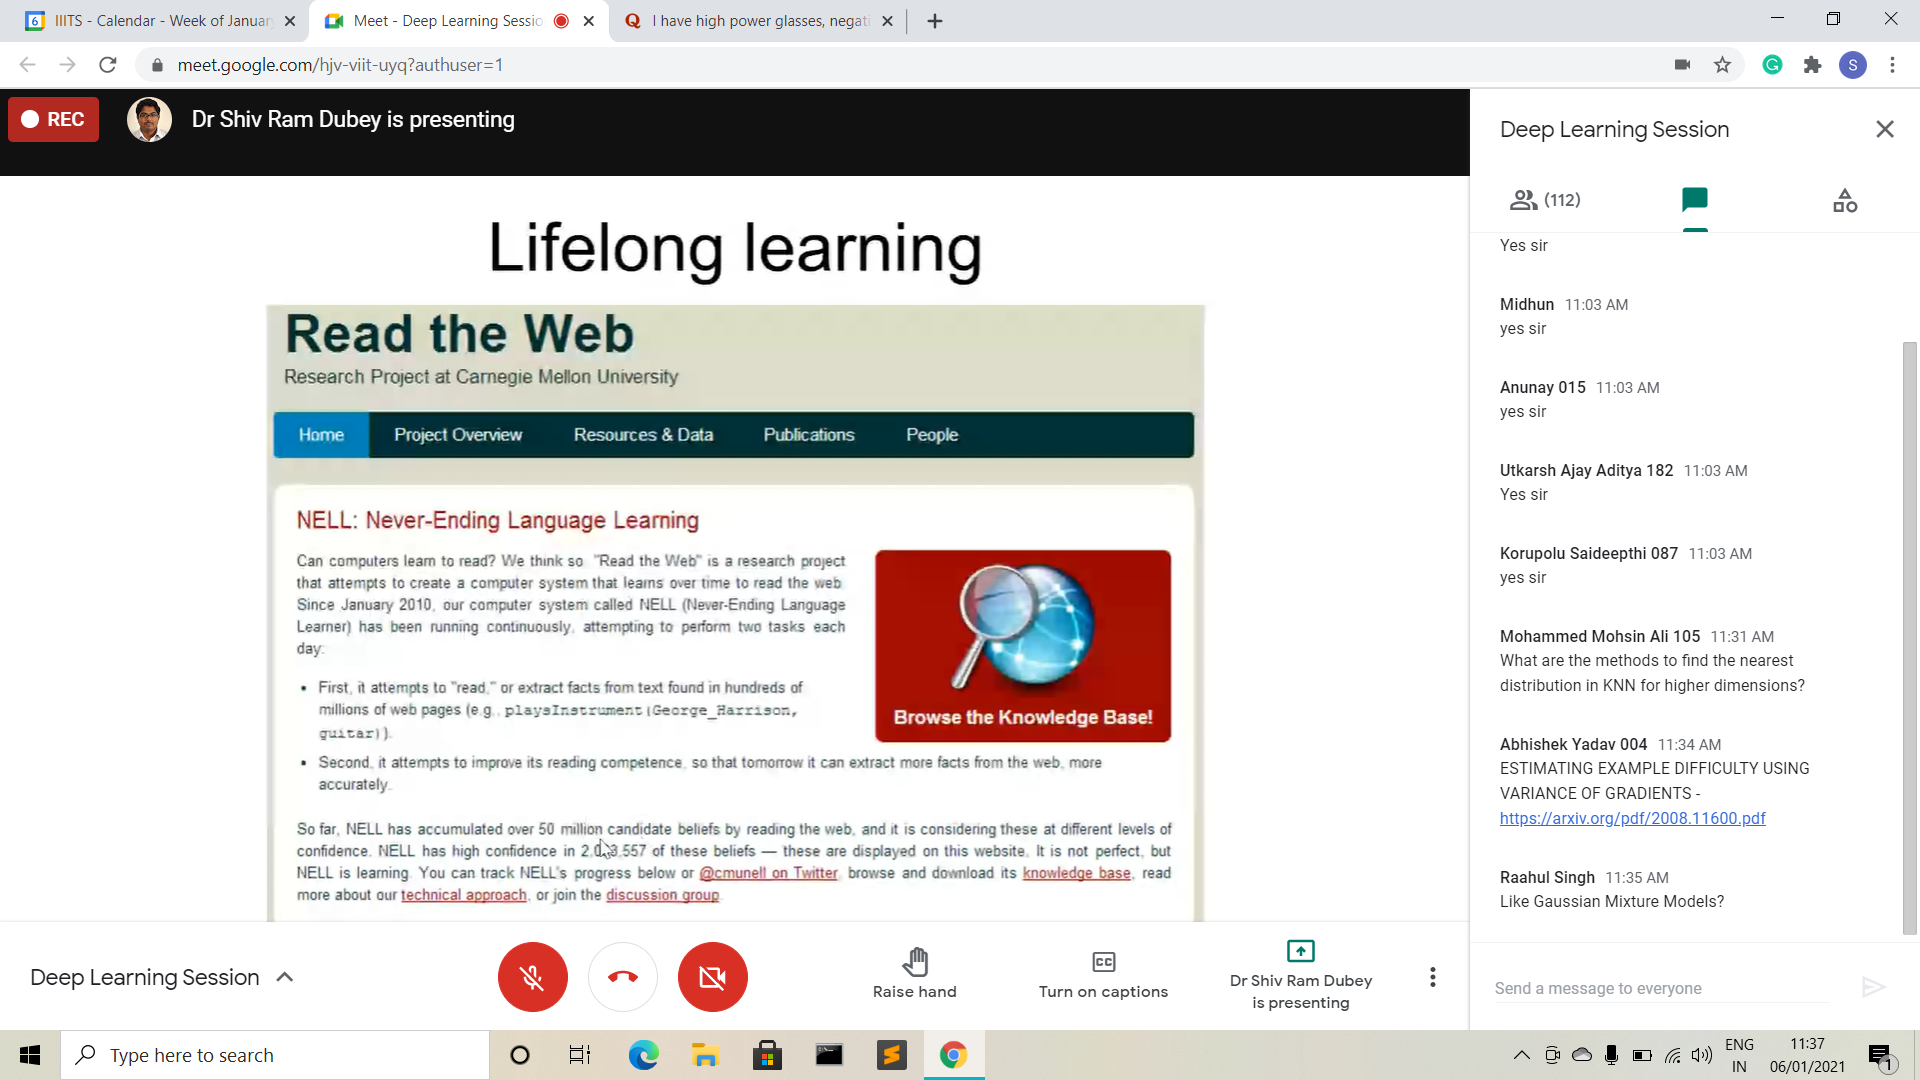 IIITS - Calendar - Week of Januar
Meet - Deep Learning Sessio
I have high power glasses, negati
meet.google.com/hjv-viit-uyq?authuser=1
S
REC
Dr Shiv Ram Dubey is presenting
Lifelong learning
Read the Web
Research Project at Carnegie Mellon University
Home
Project Overview
Resources & Data
Publications
People
NELL: Never-Ending Language Learning
Can computers learn to read? We think so. "Read the Web" is a research project
that attempts to create a computer system that learns over time to read the web.
Since January 2010, our computer system called NELL (Never-Ending Language
Learner) has been running continuously, attempting to perform two tasks each
day:
• First, it attempts to "read," or extract facts from text found in hundreds of
millions of web pages (e.g., playsInstrument(George_Harrison,
guitar)).
• Second, it attempts to improve its reading competence, so that tomorrow it can extract more facts from the web, more
accurately.
Browse the Knowledge Base!
So far, NELL has accumulated over 50 million candidate beliefs by reading the web, and it is considering these at different levels of
confidence. NELL has high confidence in of these beliefs — these are displayed on this website. It is not perfect, but
NELL is learning. You can track NELL's progress below or @cmunell on Twitter, browse and download its knowledge base, read
more about our technical approach, or join the discussion group.
Deep Learning Session
(112)
Yes sir
Midhun 11:03 AM
yes sir
Anunay 015 11:03 AM
yes sir
Utkarsh Ajay Aditya 182 11:03 AM
Yes sir
Korupolu Saideepthi 087 11:03 AM
yes sir
Mohammed Mohsin Ali 105 11:31 AM
What are the methods to find the nearest
distribution in KNN for higher dimensions?
Abhishek Yadav 004 11:34 AM
ESTIMATING EXAMPLE DIFFICULTY USING
VARIANCE OF GRADIENTS -
https://arxiv.org/pdf/2008.11600.pdf
Raahul Singh 11:35 AM
Like Gaussian Mixture Models?
Send a message to everyone
Deep Learning Session
Raise hand
CC
Turn on captions
Dr Shiv Ram Dubey
is presenting
Type here to search
ENG
IN
11:37
06/01/2021
1